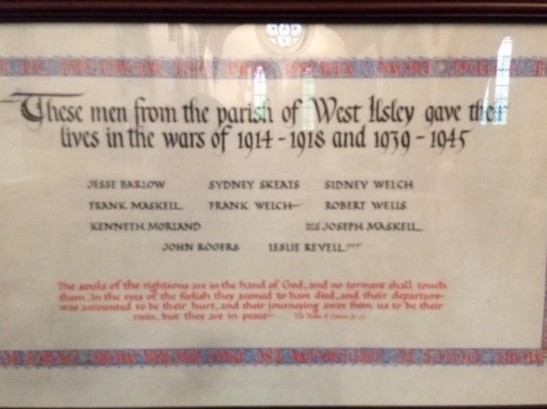 These men from the parish of West Ilsley gave their
lives in the wars of 1914-1918 and 1939-1945
JESSE BARLOW SYDNEY SKEATS SIDNEY WELCH
FRANK MASKELL FRANK WELCH ROBERT WELLS
KENNETH MORLAND JOSEPH MASKELL
JOHN ROGERS LESLIE REVELL
The souls of the righteous are in the hand of God, and no torment shall touch
them. In the eyes of the foolish they seemed to have died, and their departure
was accounted to be their hurt, and their journeying away from us to be their
ruin, but they are in peace